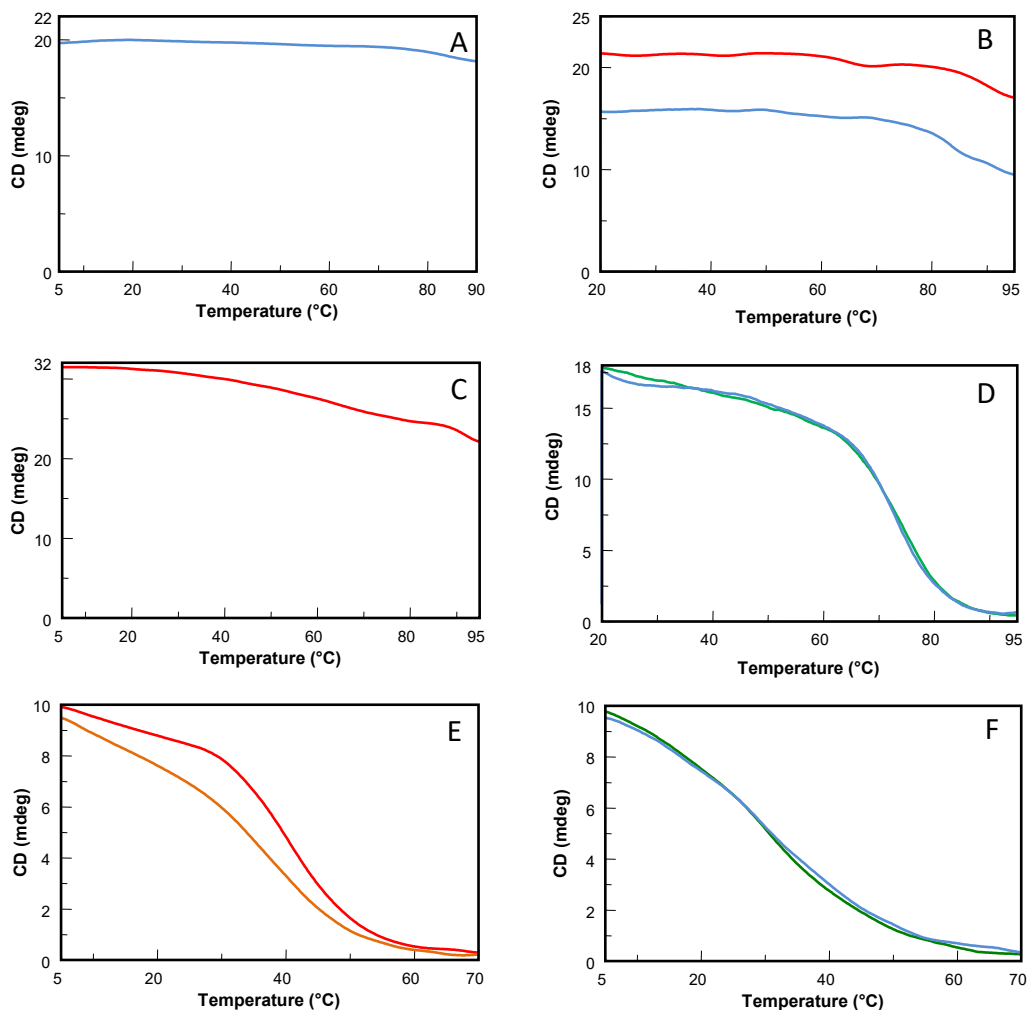 22
20
10
0
CD (mdeg)
A
5 20 40 60 80 90
Temperature (°C)
25
20
10
0
CD (mdeg)
B
20 40 60 80 95
Temperature (°C)
32
20
10
0
CD (mdeg)
C
5 20 40 60 80 95
Temperature (°C)
18
15
10
5
0
CD (mdeg)
D
20 40 60 80 95
Temperature (°C)
10
8
6
4
2
0
CD (mdeg)
E
5 20 40 60 70
Temperature (°C)
10
8
6
4
2
0
CD (mdeg)
F
5 20 40 60 70
Temperature (°C)